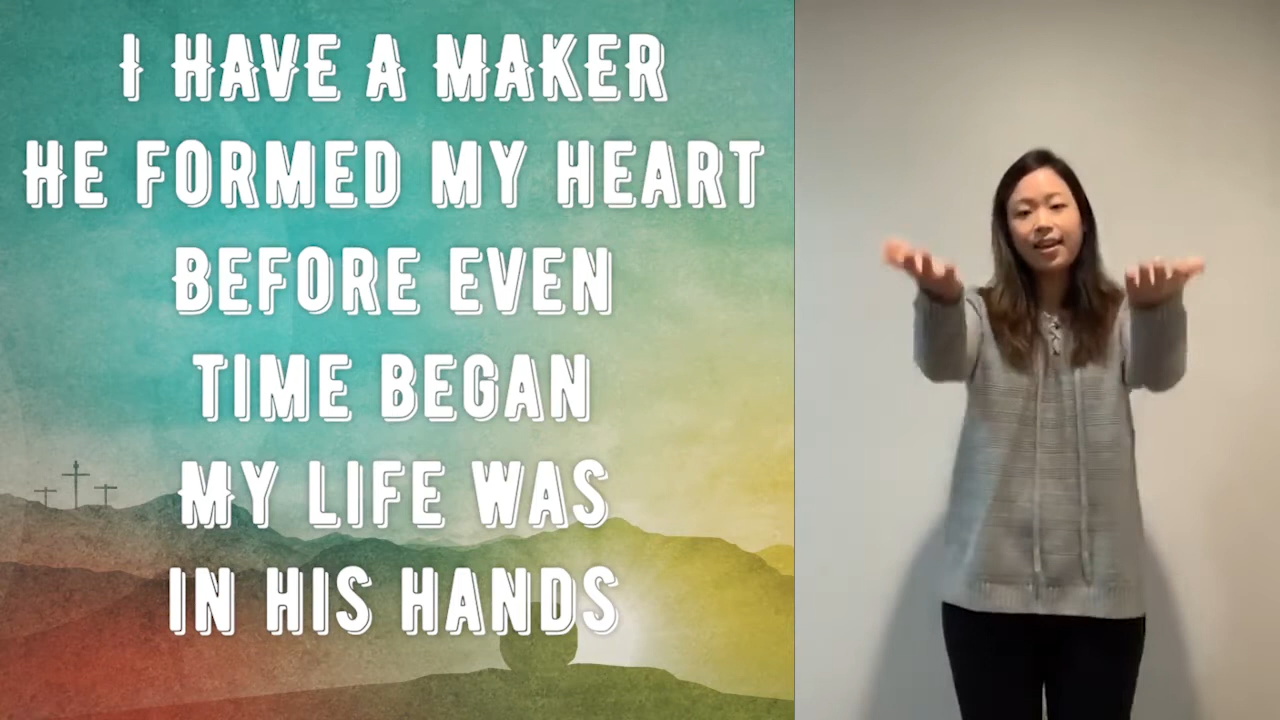 I HAVE A MAKER
HE FORMED MY HEART
BEFORE EVEN
TIME BEGAN
MY LIFE WAS
IN HIS HANDS